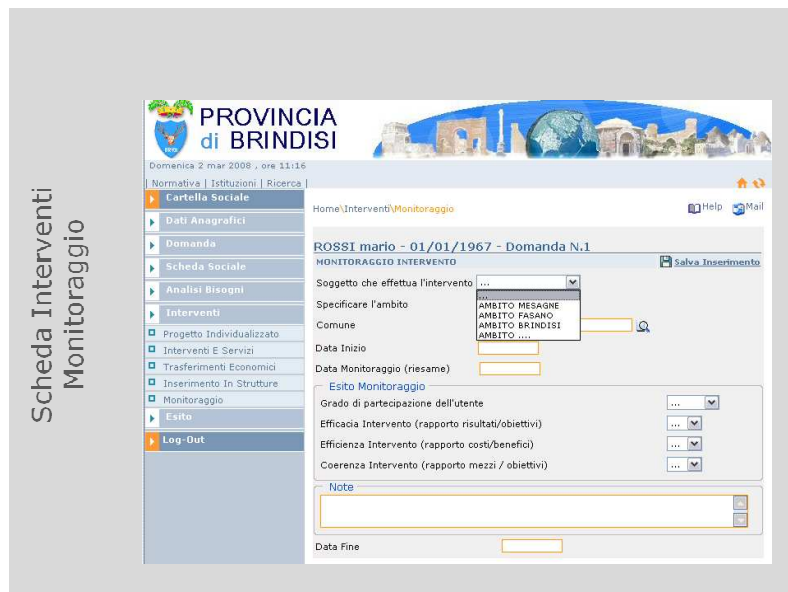 Scheda Interventi
Monitoraggio
PROVINCIA
di BRINDISI
Domenica 2 mar 2008 , ore 11:16
| Normativa | Istituzioni | Ricerca |
Cartella Sociale
Dati Anagrafici
Domanda
Scheda Sociale
Analisi Bisogni
Interventi
Progetto Individualizzato
Interventi E Servizi
Trasferimenti Economici
Inserimento In Strutture
Monitoraggio
Esito
Log-Out
Home\Interventi\Monitoraggio
Help Mail
ROSSI mario - 01/01/1967 - Domanda N.1
MONITORAGGIO INTERVENTO Salva Inserimento
Soggetto che effettua l'intervento ...
...
AMBITO MESAGNE
AMBITO FASANO
AMBITO BRINDISI
AMBITO ....
Specificare l'ambito
Comune
Data Inizio
Data Monitoraggio (riesame)
Esito Monitoraggio
Grado di partecipazione dell'utente ...
Efficacia Intervento (rapporto risultati/obiettivi) ...
Efficienza Intervento (rapporto costi/benefici) ...
Coerenza Intervento (rapporto mezzi / obiettivi) ...
Note
Data Fine